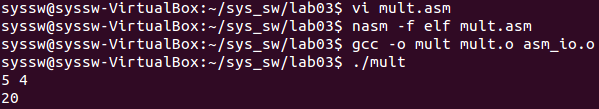 syssw@syssw-VirtualBox:~/sys_sw/lab03$ vi mult.asm
syssw@syssw-VirtualBox:~/sys_sw/lab03$ nasm -f elf mult.asm
syssw@syssw-VirtualBox:~/sys_sw/lab03$ gcc -o mult mult.o asm_io.o
syssw@syssw-VirtualBox:~/sys_sw/lab03$ ./mult
5 4
20